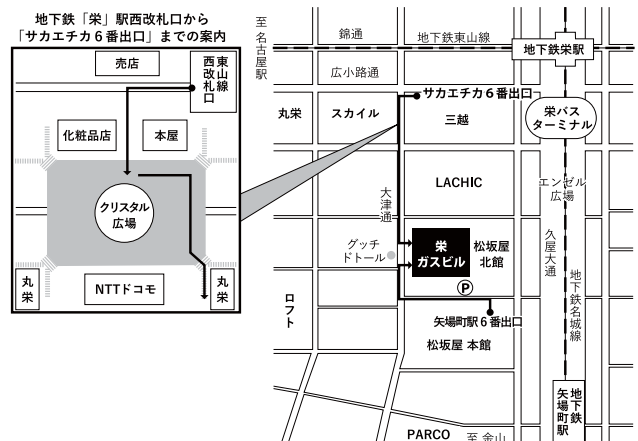 地下鉄「栄」駅西改札口から
「サカエチカ6番出口」までの案内
売店
東山線
西改札口
化粧品店
本屋
クリスタル
広場
丸栄
NTTドコモ
丸栄
至 名古屋駅
錦通
地下鉄東山線
地下鉄栄駅
広小路通
サカエチカ6番出口
丸栄
スカイル
三越
栄バス
ターミナル
LACHIC
エンゼル
広場
大津通
久屋大通
グッチ
ドトール
栄
ガスビル
松坂屋
北館
P
地下鉄名城線
ロフト
矢場町駅6番出口
松坂屋 本館
地下鉄
矢場町駅
PARCO
至 金山